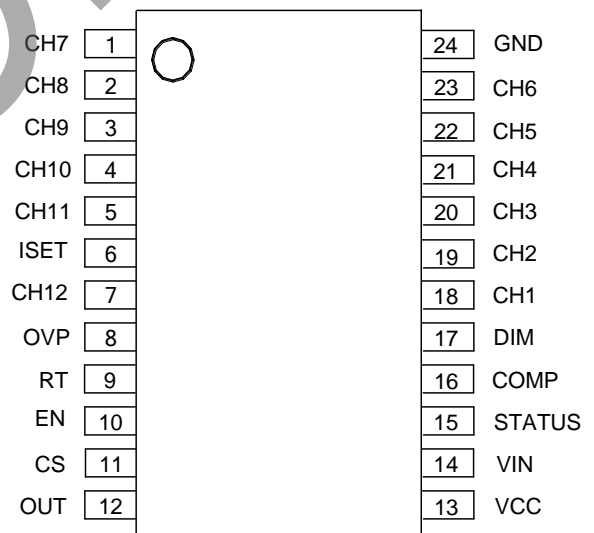 CH7 1 24 GND
CH8 2 23 CH6
CH9 3 22 CH5
CH10 4 21 CH4
CH11 5 20 CH3
ISET 6 19 CH2
CH12 7 18 CH1
OVP 8 17 DIM
RT 9 16 COMP
EN 10 15 STATUS
CS 11 14 VIN
OUT 12 13 VCC